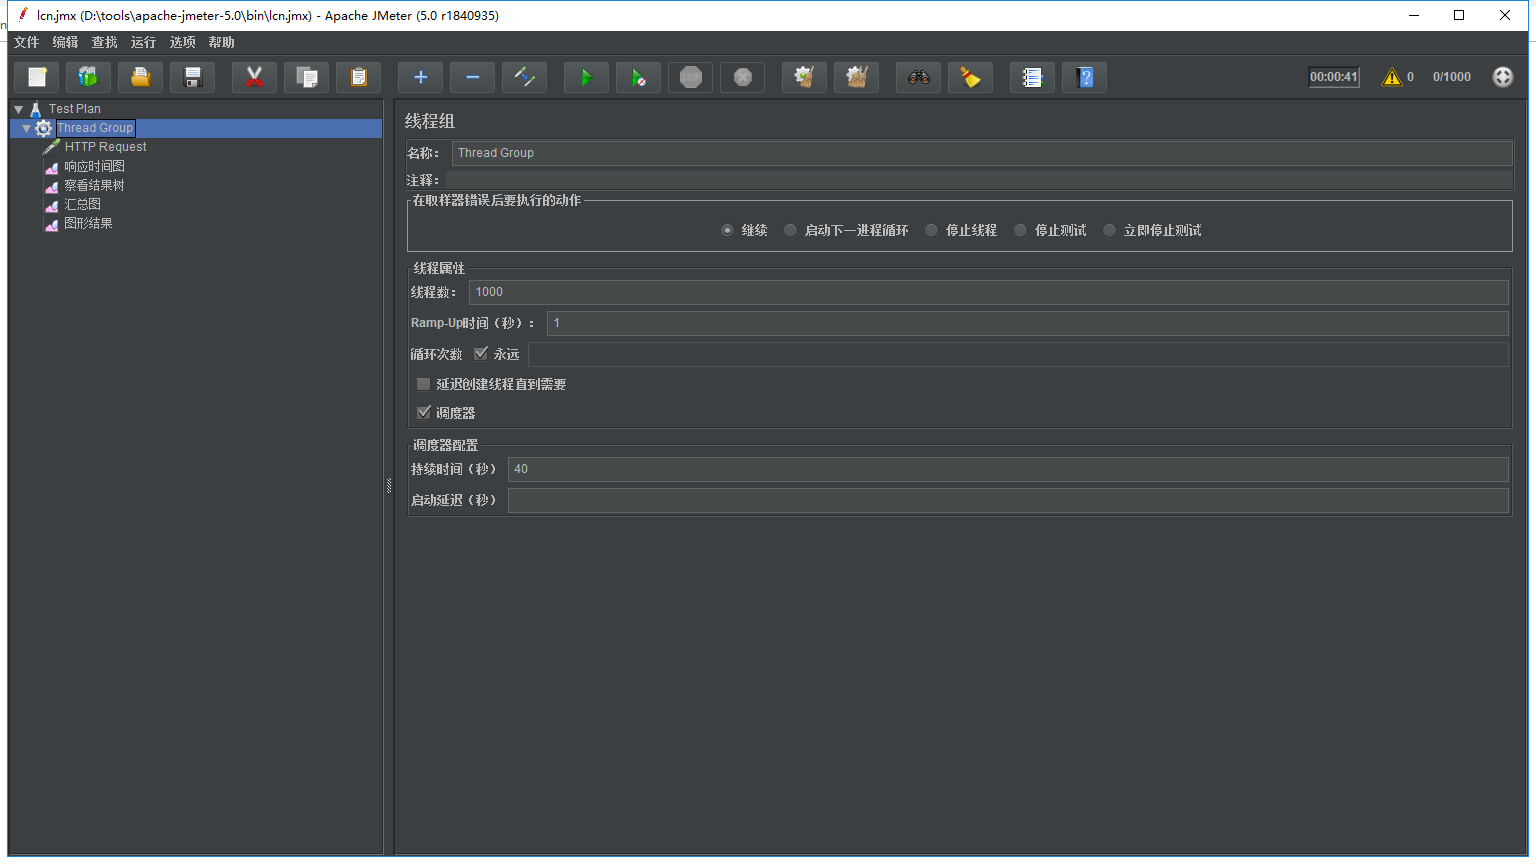 lcn.jmx (D:\tools\apache-jmeter-5.0\bin\lcn.jmx) - Apache JMeter (5.0 r1840935)
文件 编辑 查找 运行 选项 帮助
STOP 00:00:41 0 0/1000
Test Plan
Thread Group
HTTP Request
响应时间图
察看结果树
汇总图
图形结果
线程组
名称： Thread Group
注释：
在取样器错误后要执行的动作
继续 启动下一进程循环 停止线程 停止测试 立即停止测试
线程属性
线程数： 1000
Ramp-Up时间（秒）： 1
循环次数 永远
延迟创建线程直到需要
调度器
调度器配置
持续时间（秒） 40
启动延迟（秒）